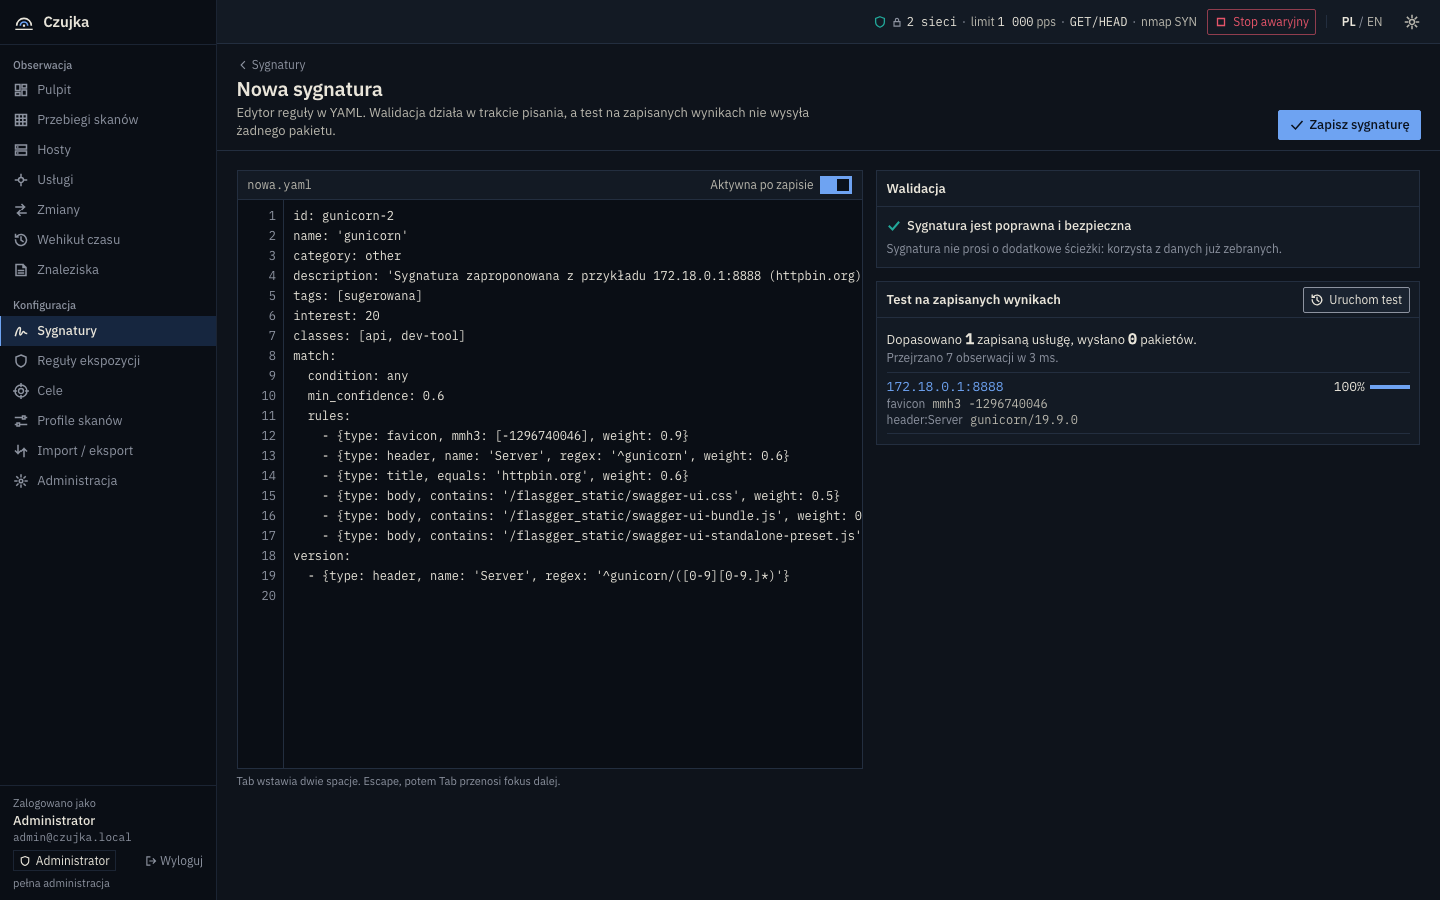 Czujka
2 sieci · limit 1 000 pps · GET/HEAD · nmap SYN
Stop awaryjny
PL / EN
Obserwacja
Pulpit
Przebiegi skanów
Hosty
Usługi
Zmiany
Wehikuł czasu
Znaleziska
Konfiguracja
Sygnatury
Reguły ekspozycji
Cele
Profile skanów
Import / eksport
Administracja
Zalogowano jako
Administrator
admin@czujka.local
Administrator
Wyloguj
pełna administracja
Sygnatury
Nowa sygnatura
Edytor reguły w YAML. Walidacja działa w trakcie pisania, a test na zapisanych wynikach nie wysyła
żadnego pakietu.
Zapisz sygnaturę
nowa.yaml
Aktywna po zapisie
1 id: gunicorn-2
2 name: 'gunicorn'
3 category: other
4 description: 'Sygnatura zaproponowana z przykładu 172.18.0.1:8888 (httpbin.org)
5 tags: [sugerowana]
6 interest: 20
7 classes: [api, dev-tool]
8 match:
9 condition: any
10 min_confidence: 0.6
11 rules:
12 - {type: favicon, mmh3: [-1296740046], weight: 0.9}
13 - {type: header, name: 'Server', regex: '^gunicorn', weight: 0.6}
14 - {type: title, equals: 'httpbin.org', weight: 0.6}
15 - {type: body, contains: '/flasgger_static/swagger-ui.css', weight: 0.5}
16 - {type: body, contains: '/flasgger_static/swagger-ui-bundle.js', weight: 0
17 - {type: body, contains: '/flasgger_static/swagger-ui-standalone-preset.js'
18 version:
19 - {type: header, name: 'Server', regex: '^gunicorn/([0-9][0-9.]*)'}
20
Tab wstawia dwie spacje. Escape, potem Tab przenosi fokus dalej.
Walidacja
Sygnatura jest poprawna i bezpieczna
Sygnatura nie prosi o dodatkowe ścieżki: korzysta z danych już zebranych.
Test na zapisanych wynikach
Uruchom test
Dopasowano 1 zapisaną usługę, wysłano 0 pakietów.
Przejrzano 7 obserwacji w 3 ms.
172.18.0.1:8888
100%
favicon mmh3 -1296740046
header:Server gunicorn/19.9.0